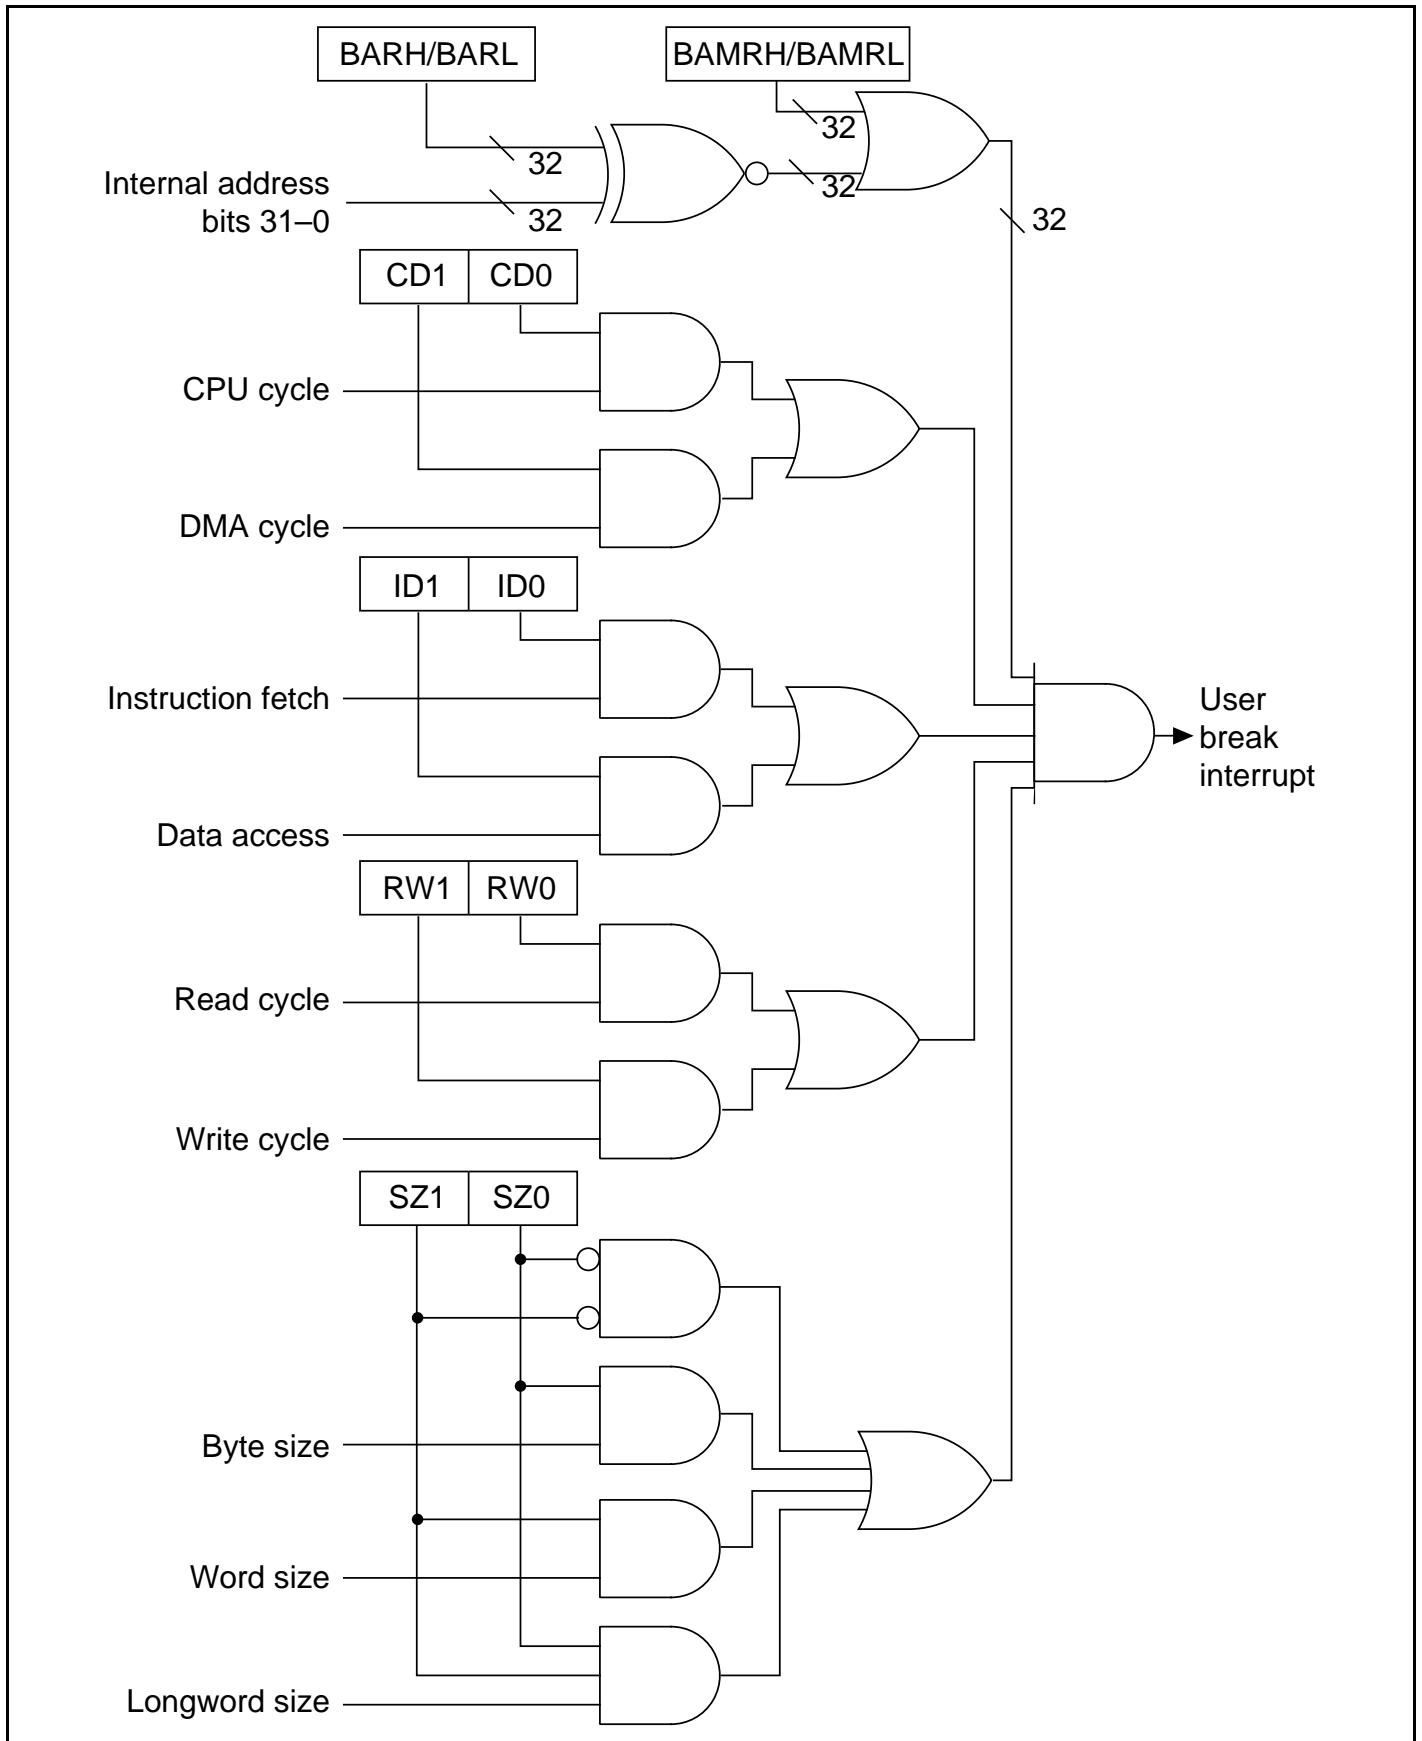 BARH/BARL
BAMRH/BAMRL
32
32
Internal address
bits 31–0
32
32
32
CD1 CD0
CPU cycle
DMA cycle
ID1 ID0
Instruction fetch
Data access
User
break
interrupt
RW1 RW0
Read cycle
Write cycle
SZ1 SZ0
Byte size
Word size
Longword size